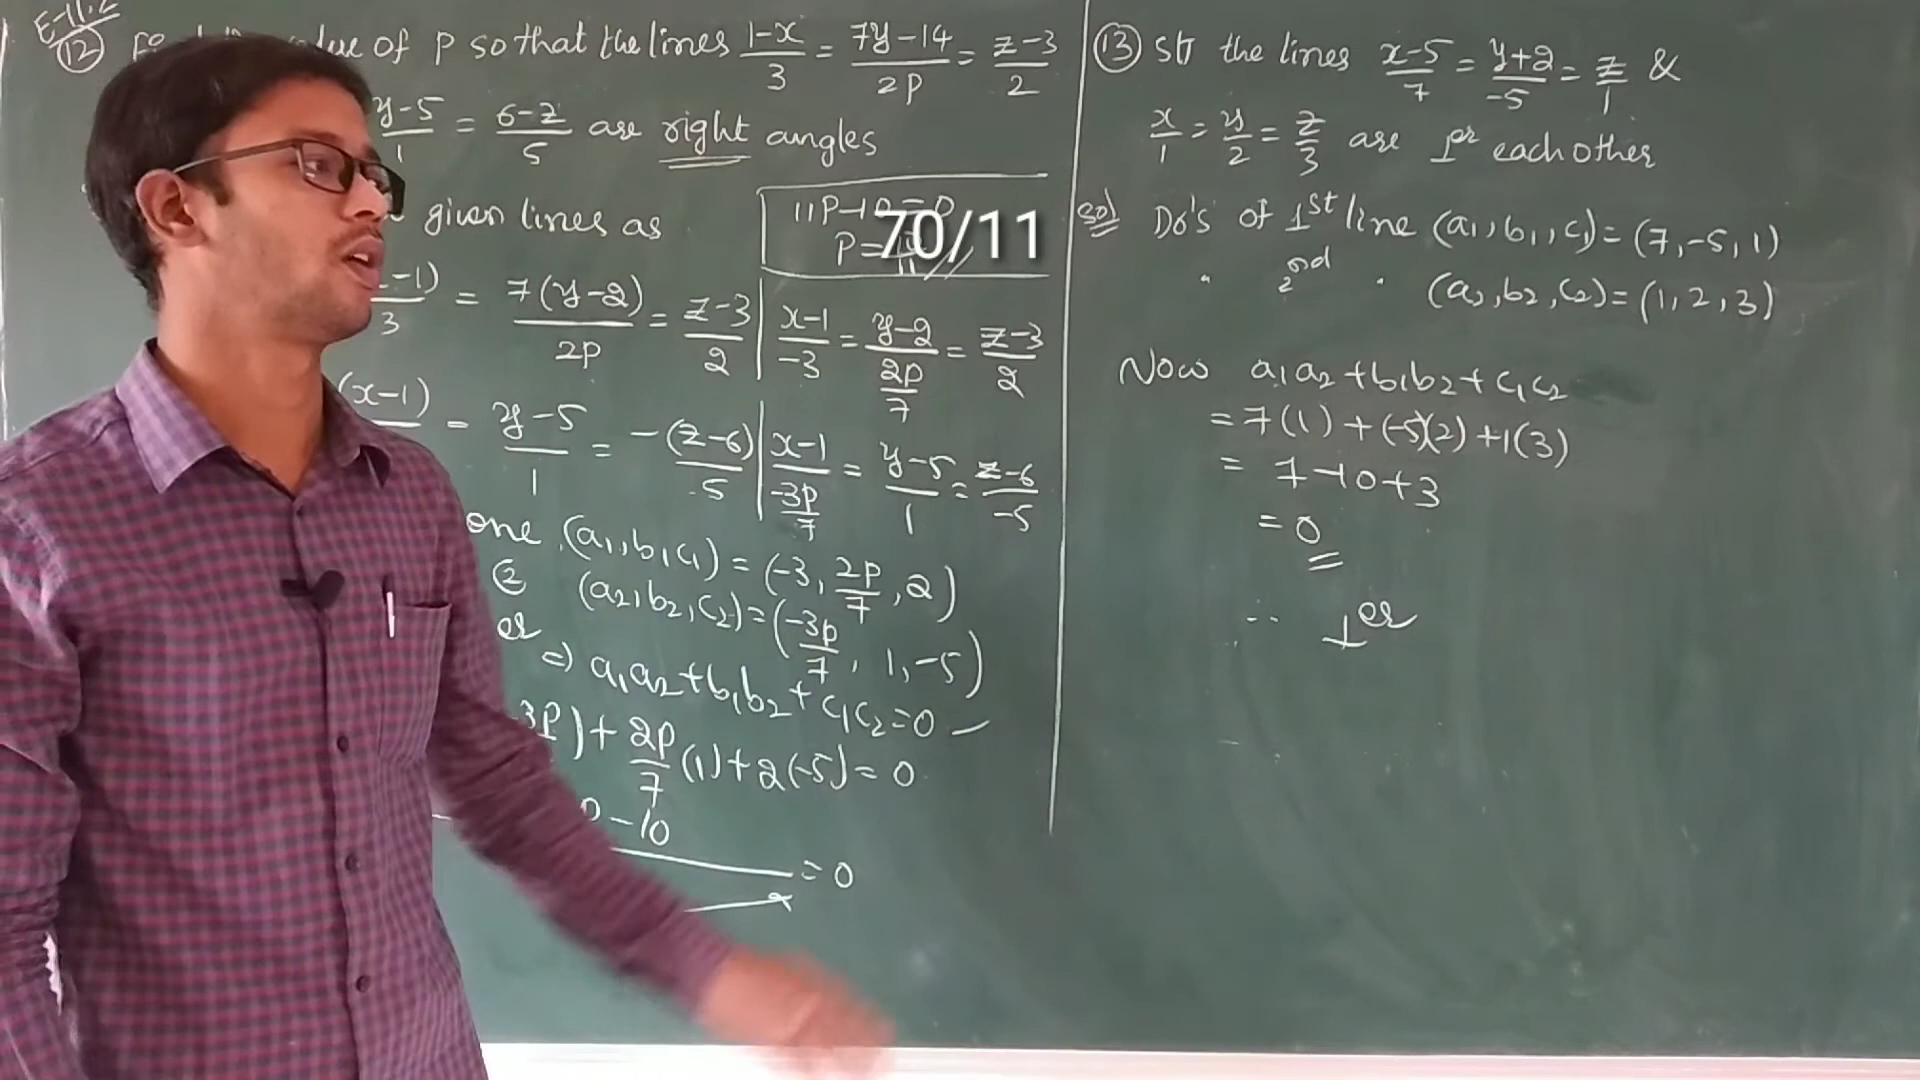 E-11.2
(12) value of P so that the lines (1-x)/3 = (7y-14)/2P = (z-3)/2
(y-5)/1 = (6-z)/5 are right angles
given lines as
-1)/3 = 7(y-2)/2P = (z-3)/2 | (x-1)/-3 = (y-2)/(2P/7) = (z-3)/2
(x-1) = (y-5)/1 = -(z-6)/5 | (x-1)/(-3P/7) = (y-5)/1 = (z-6)/-5
one (a₁, b₁, c₁) = (-3, 2P/7, 2)
② (a₂, b₂, c₂) = (-3P/7, 1, -5)
er ⇒ a₁a₂+b₁b₂+c₁c₂=0
-3P) + 2P/7 (1) + 2(-5) = 0
P-10
= 0
11P-
P=
70/11
11
(13) ST the lines (x-5)/7 = (y+2)/-5 = z/1 &
x/1 = y/2 = z/3 are ⊥er each other
Sol) Do's of 1st line (a₁, b₁, c₁) = (7, -5, 1)
" 2nd " (a₂, b₂, c₂) = (1, 2, 3)
Now a₁a₂+b₁b₂+c₁c₂
= 7(1) + (-5)(2) + 1(3)
= 7-10+3
= 0
∴ ⊥er